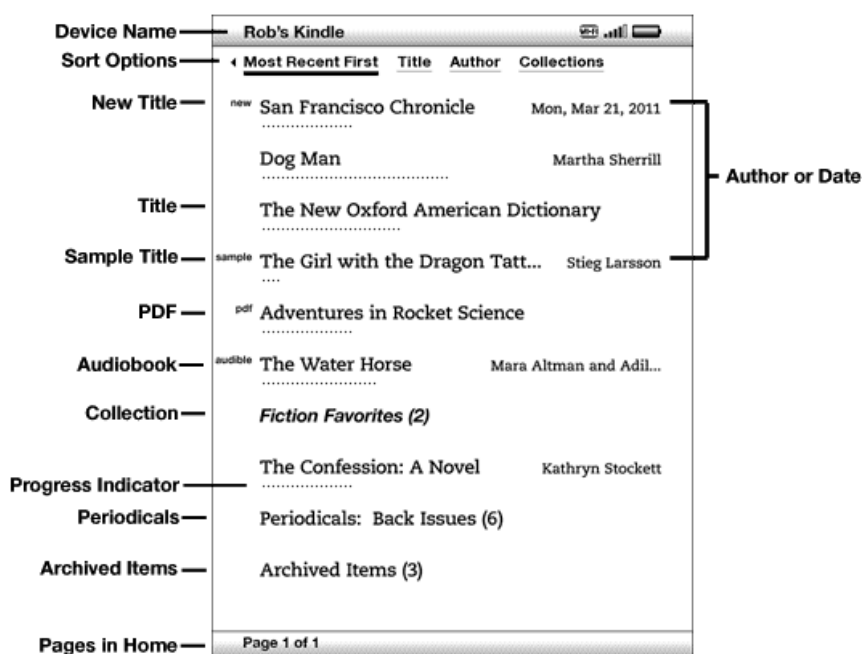 Device Name Rob's Kindle WI-FI
Sort Options Most Recent First Title Author Collections
New Title new San Francisco Chronicle Mon, Mar 21, 2011
Dog Man Martha Sherrill
Author or Date
Title The New Oxford American Dictionary
Sample Title sample The Girl with the Dragon Tatt... Stieg Larsson
PDF pdf Adventures in Rocket Science
Audiobook audible The Water Horse Mara Altman and Adil...
Collection Fiction Favorites (2)
The Confession: A Novel Kathryn Stockett
Progress Indicator
Periodicals Periodicals: Back Issues (6)
Archived Items Archived Items (3)
Pages in Home Page 1 of 1